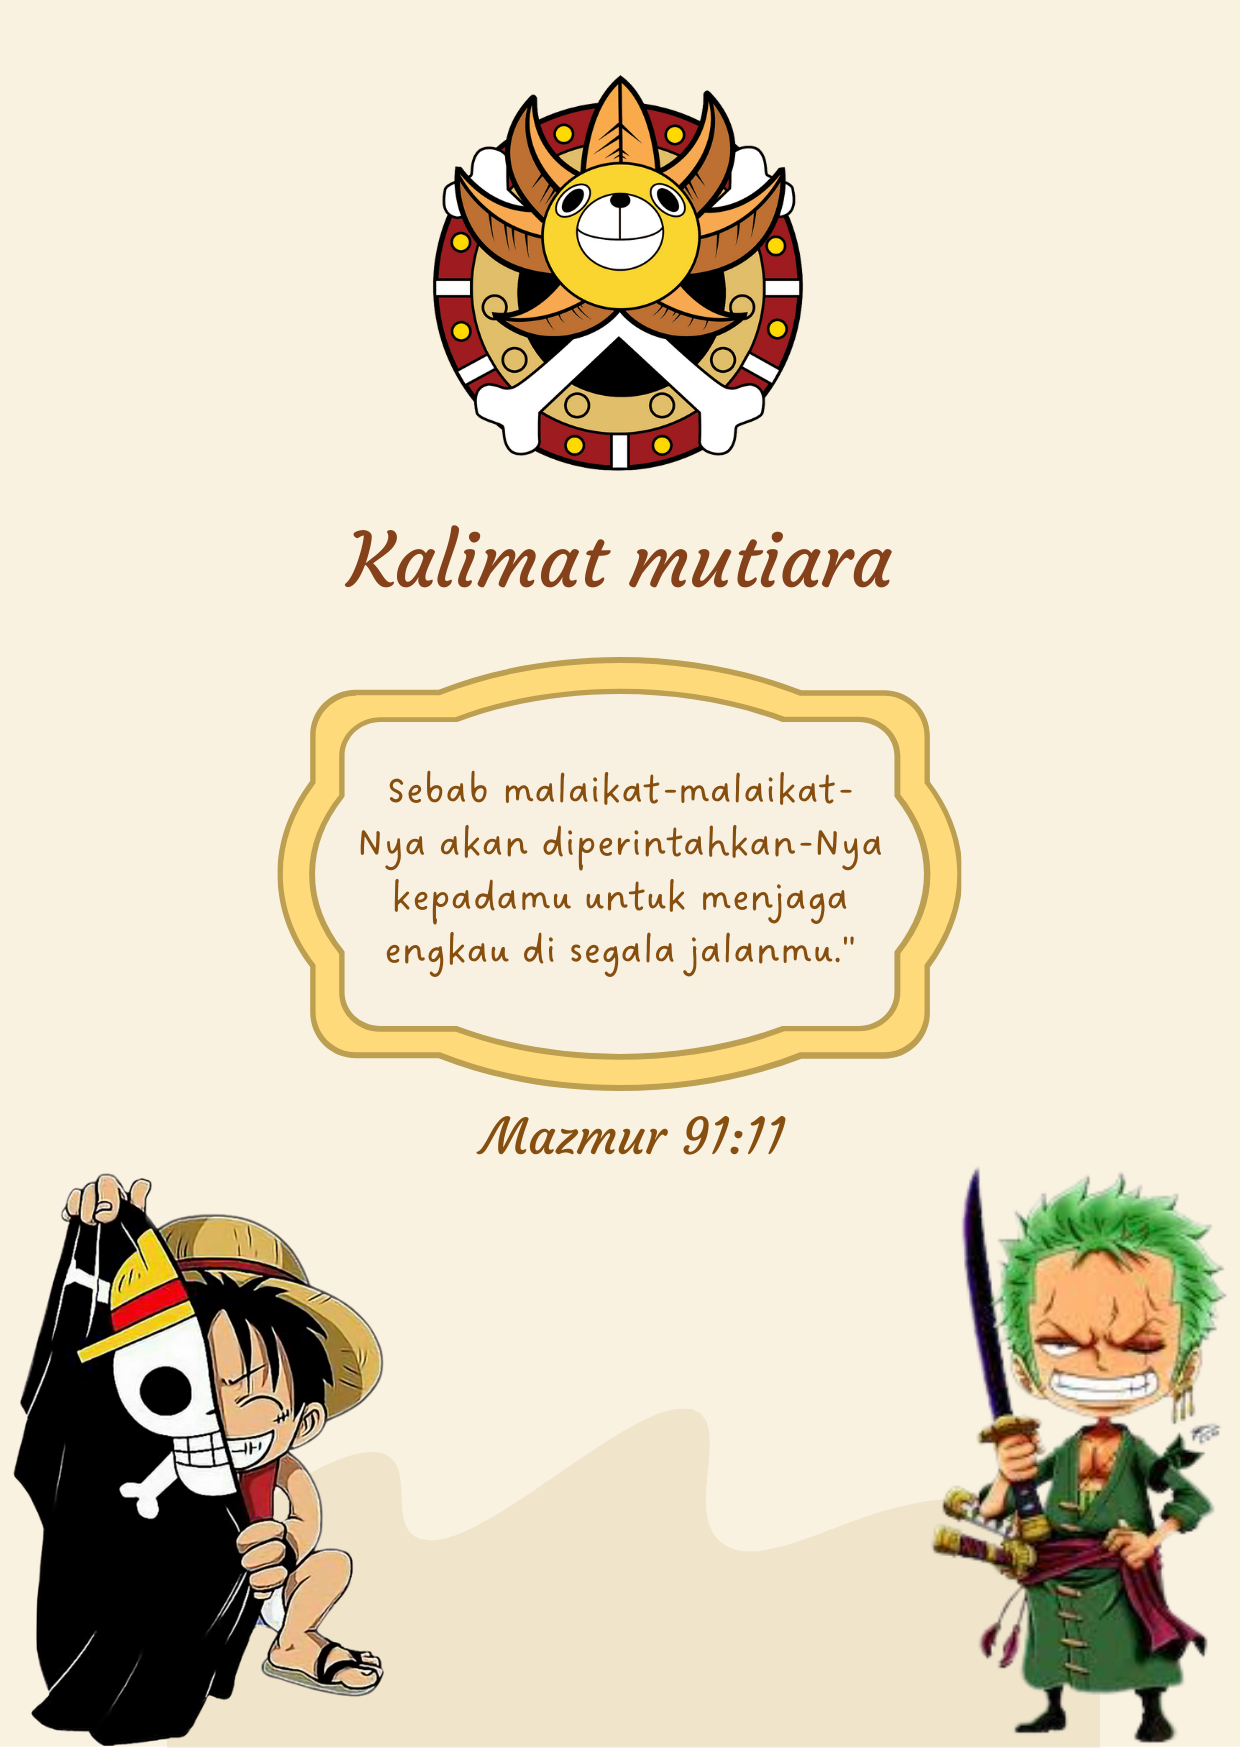 Kalimat mutiara
Sebab malaikat-malaikat-
Nya akan diperintahkan-Nya
kepadamu untuk menjaga
engkau di segala jalanmu."
Mazmur 91:11